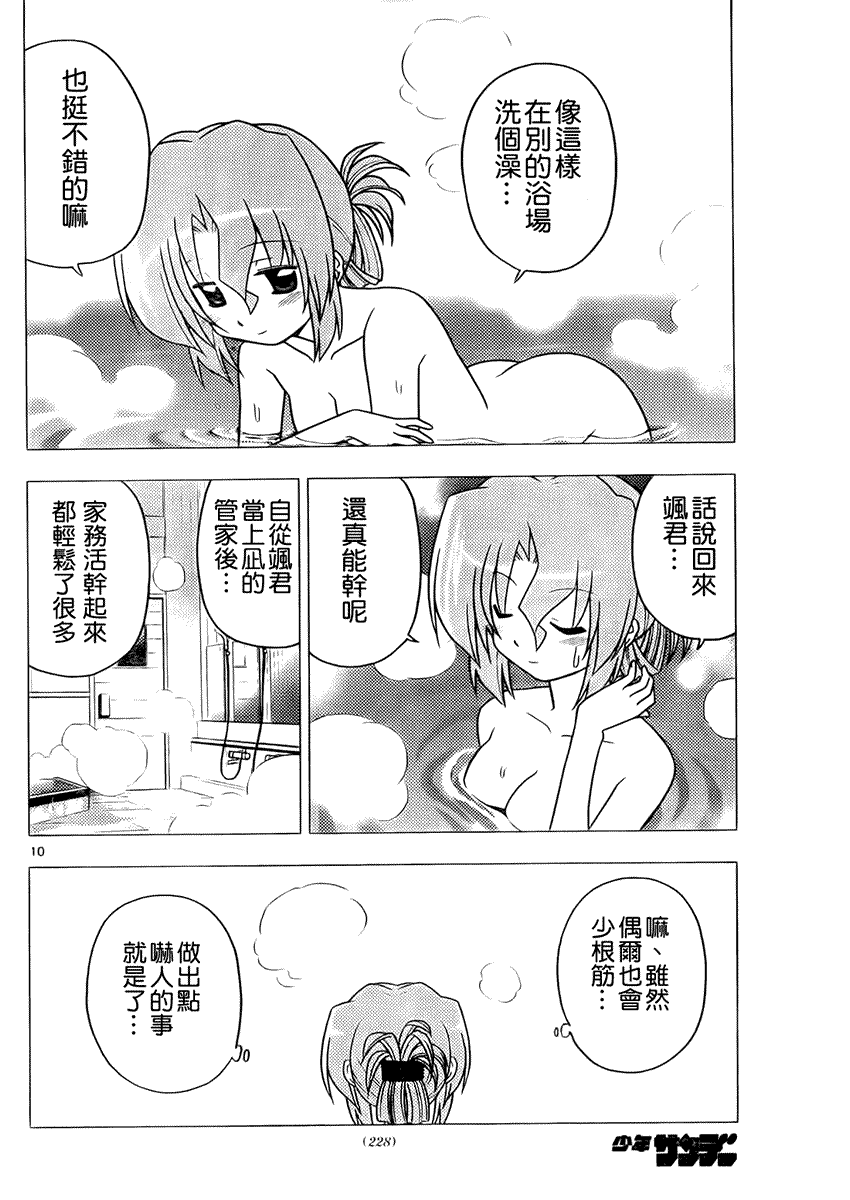 像這樣
在別的浴場
洗個澡…
也挺不錯的嘛
話說回來
颯君…
還真能幹呢
自從颯君
當上凪的
管家後…
家務活幹起來
都輕鬆了很多
10
嘛、雖然
偶爾也會
少根筋…
做出點
嚇人的事
就是了…
(228)
少年サンデー